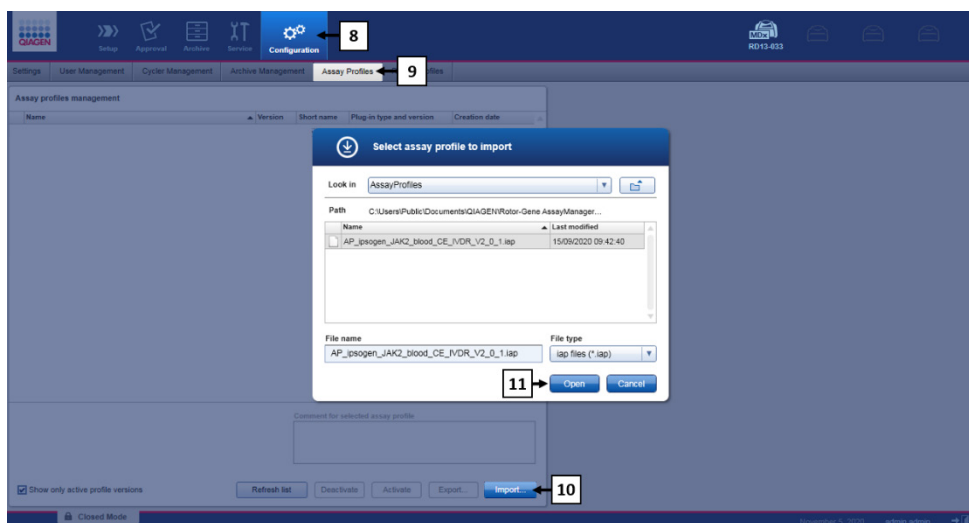 QIAGEN
Setup
Approval
Archive
Service
Configuration
8
MDx
RD13-033
Settings
User Management
Cycler Management
Archive Management
Assay Profiles
9
Assay profiles management
Name
Version
Short name
Plug-in type and version
Creation date
Select assay profile to import
Look in
AssayProfiles
Path
C:\Users\Public\Documents\QIAGEN\Rotor-Gene AssayManager...
Name
Last modified
AP_ipsogen_JAK2_blood_CE_IVDR_V2_0_1.iap
15/09/2020 09:42:40
File name
File type
AP_ipsogen_JAK2_blood_CE_IVDR_V2_0_1.iap
iap files (*.iap)
11
Open
Cancel
Comment for selected assay profile
Show only active profile versions
Refresh list
Deactivate
Activate
Export...
Import...
10
Closed Mode
admin admin